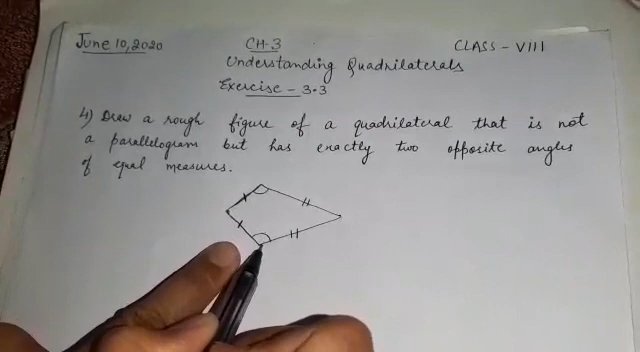 June 10, 2020 CH-3 CLASS - VIII
Understanding Quadrilaterals
Exercise - 3.3
4) Draw a rough figure of a quadrilateral that is not
a parallelogram but has exactly two opposite angles
of equal measures.